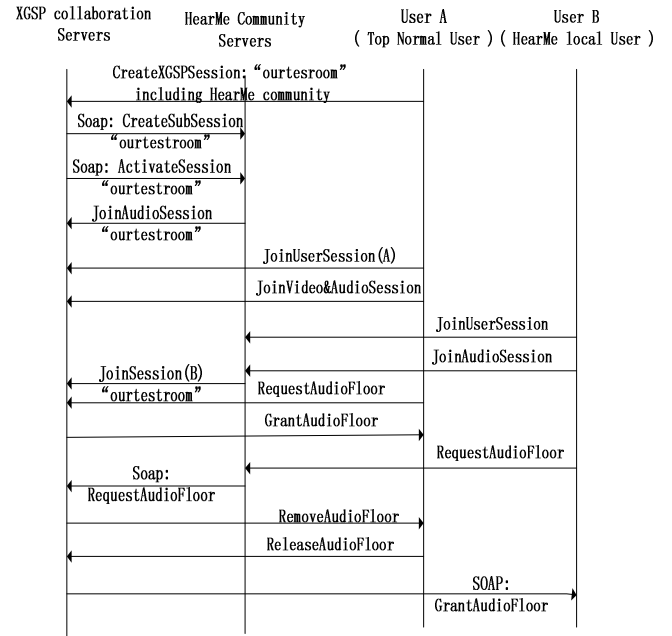 XGSP collaboration
Servers
HearMe Community
Servers
User A
( Top Normal User )
User B
( HearMe local User )
CreateXGSPSession: “ourtesroom”
including HearMe community
Soap: CreateSubSession
“ourtestroom”
Soap: ActivateSession
“ourtestroom”
JoinAudioSession
“ourtestroom”
JoinUserSession(A)
JoinVideo&AudioSession
JoinUserSession
JoinAudioSession
JoinSession(B)
“ourtestroom”
RequestAudioFloor
GrantAudioFloor
RequestAudioFloor
Soap:
RequestAudioFloor
RemoveAudioFloor
ReleaseAudioFloor
SOAP:
GrantAudioFloor